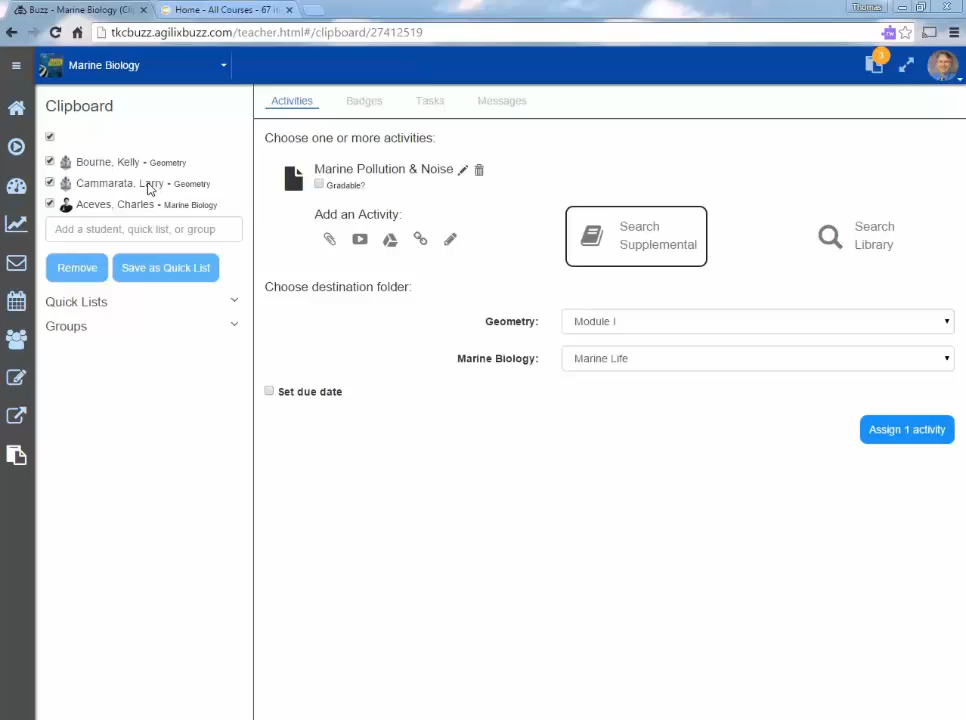 Buzz - Marine Biology (Cli
Home - All Courses - 67 it
Thomas
tkcbuzz.agilixbuzz.com/teacher.html#/clipboard/27412519
Marine Biology
3
Clipboard
Activities
Badges
Tasks
Messages
Choose one or more activities:
Bourne, Kelly - Geometry
Cammarata, Larry - Geometry
Aceves, Charles - Marine Biology
Add a student, quick list, or group
Remove
Save as Quick List
Quick Lists
Groups
Marine Pollution & Noise
Gradable?
Add an Activity:
Search
Supplemental
Search
Library
Choose destination folder:
Geometry:
Module I
Marine Biology:
Marine Life
Set due date
Assign 1 activity